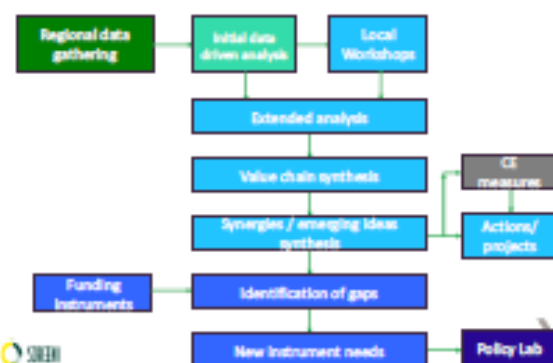 Regional data
gathering
Initial data
driven analysis
Local
Workshops
Extended analysis
Value chain synthesis
CE
measures
Synergies / emerging ideas
synthesis
Actions/
projects
Funding
Instruments
Identification of gaps
New Instrument needs
Policy Lab
SCREEN